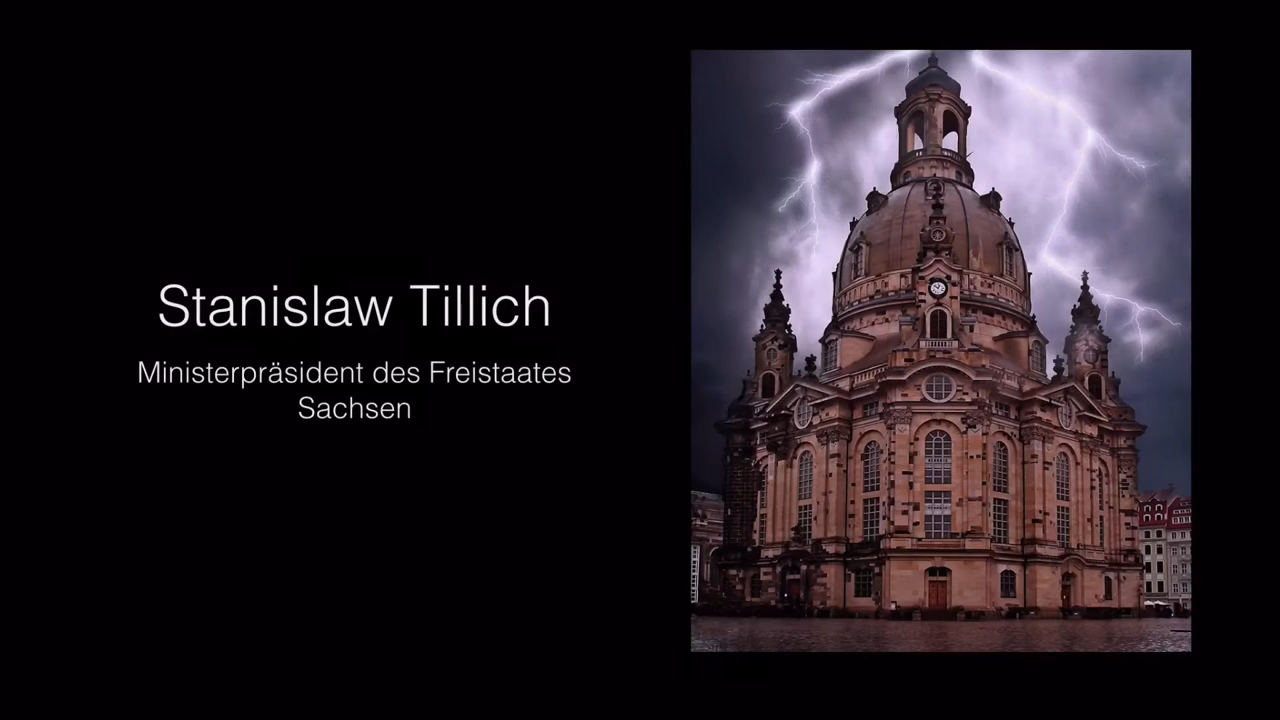 Stanislaw Tillich
Ministerpräsident des Freistaates
Sachsen